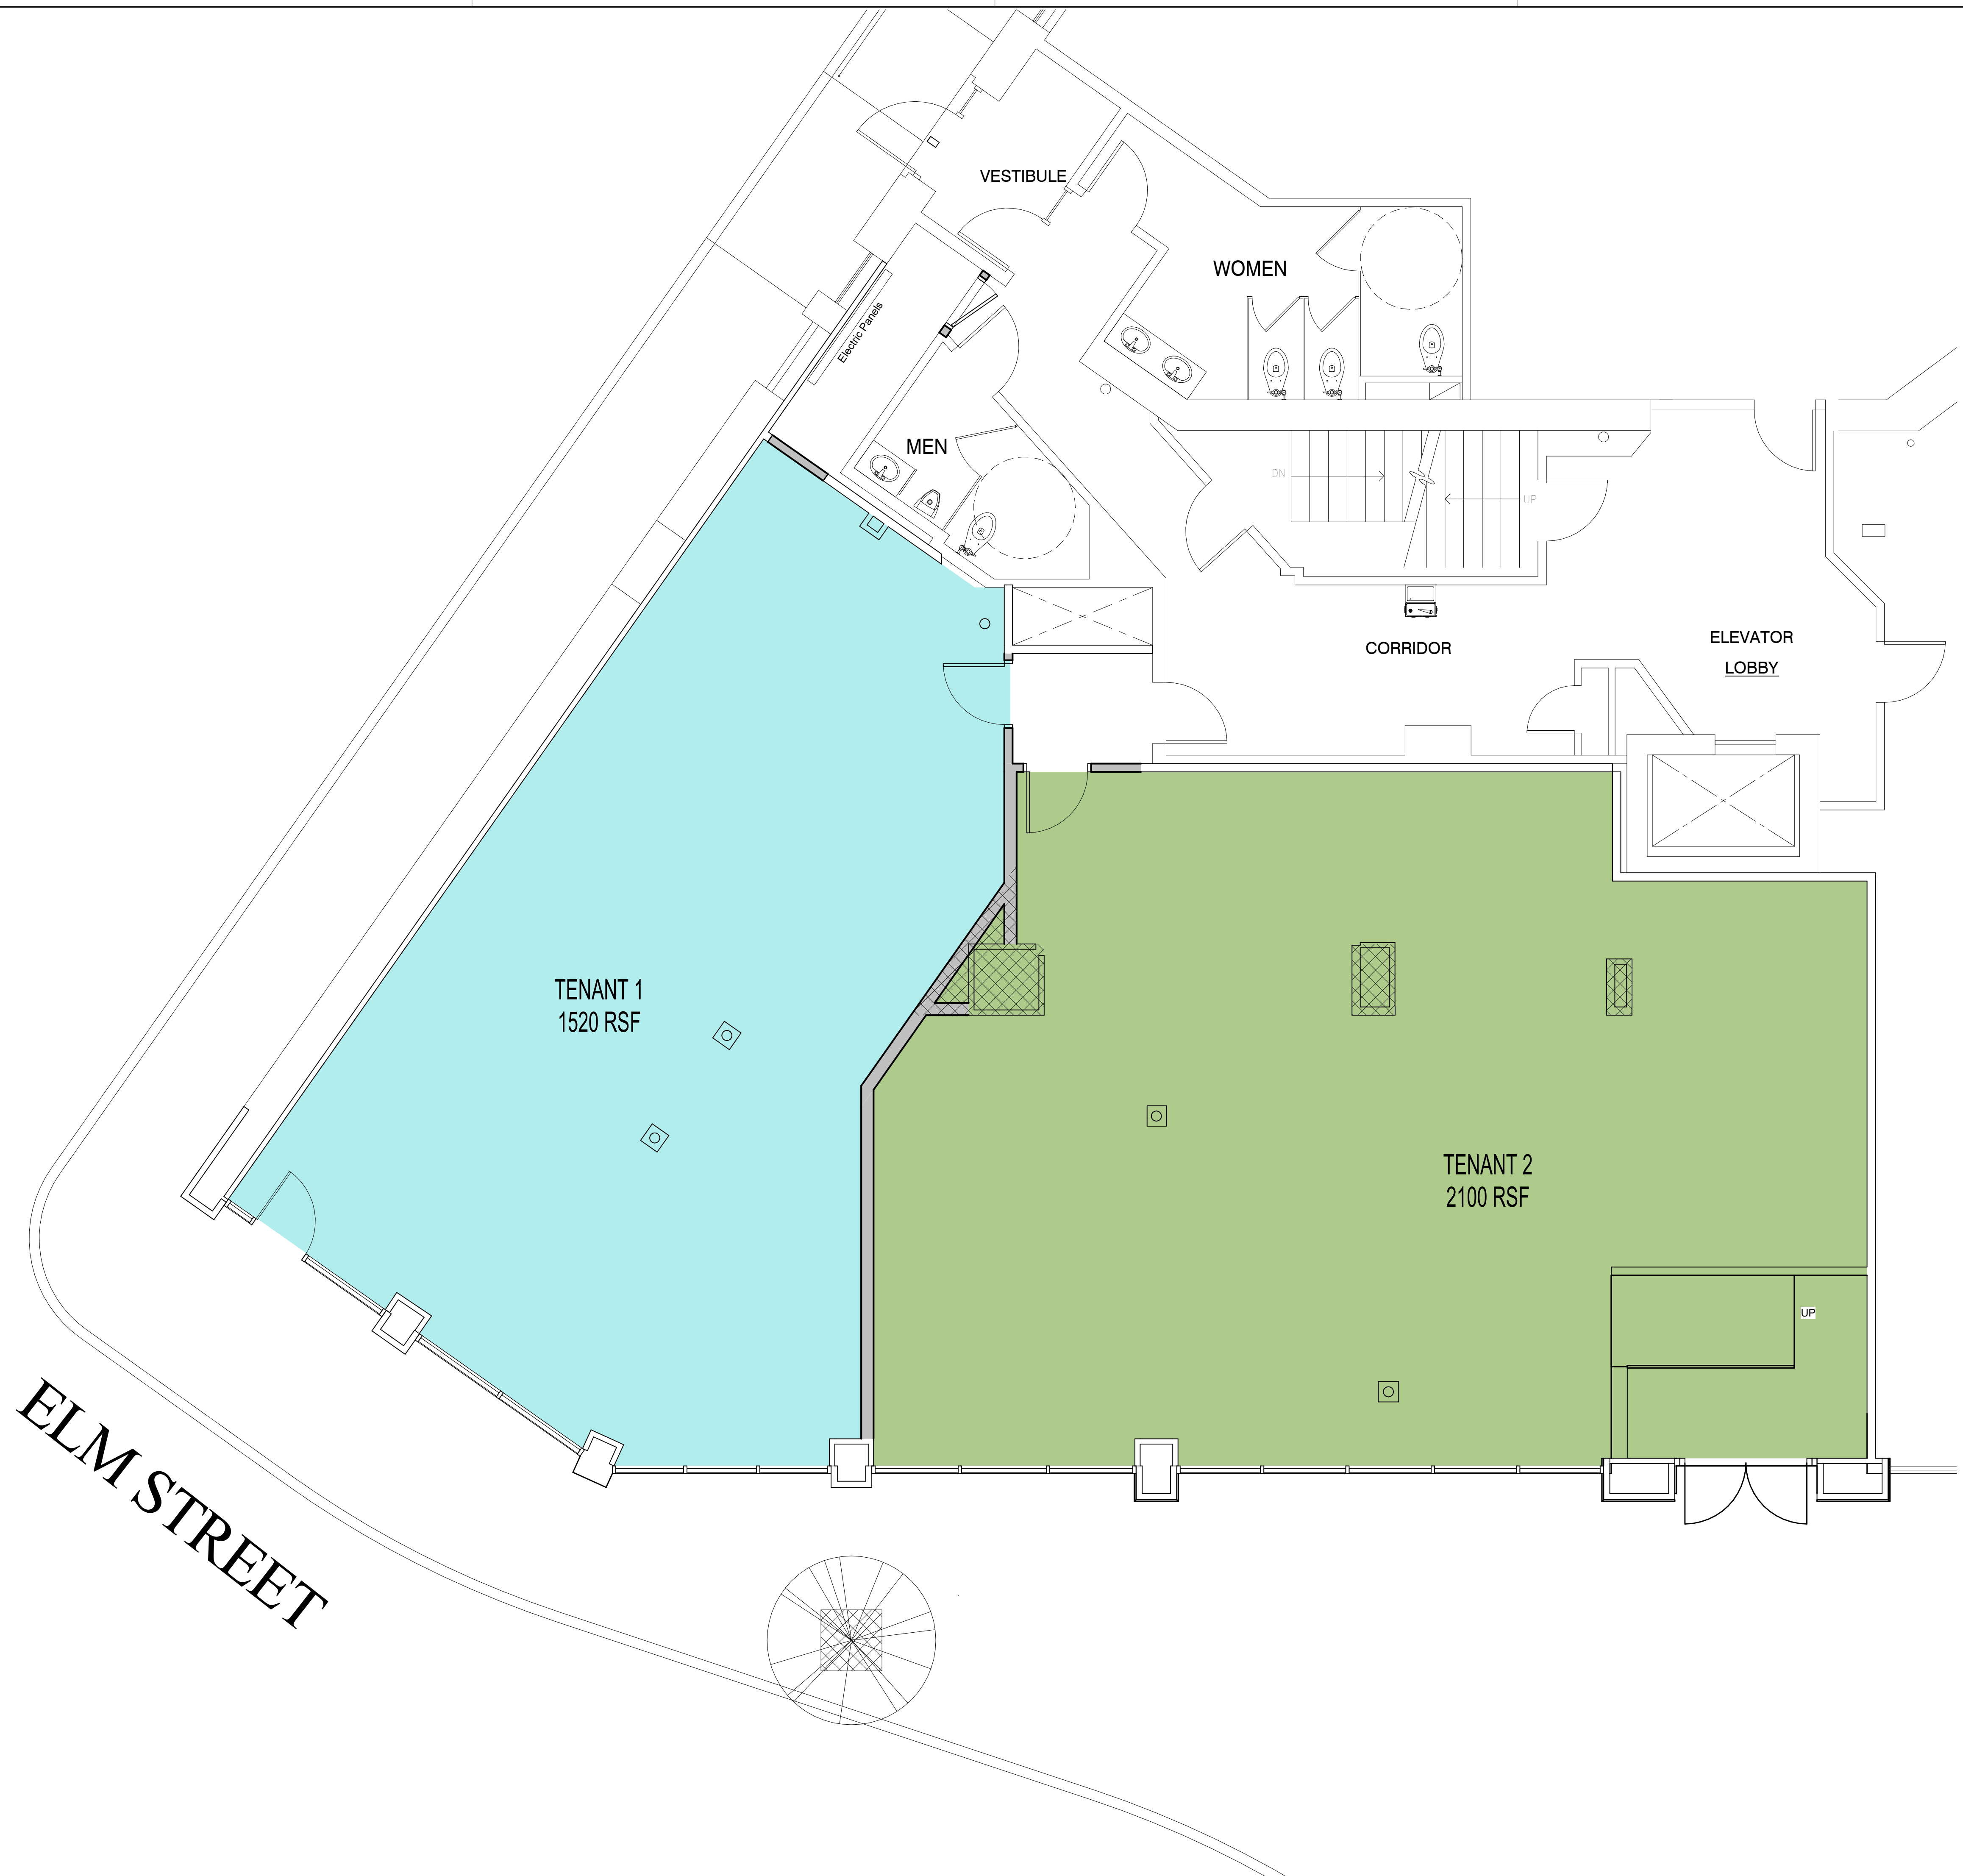 VESTIBULE
WOMEN
Electric Panels
MEN
DN
UP
CORRIDOR
ELEVATOR
LOBBY
TENANT 1
1520 RSF
TENANT 2
2100 RSF
UP
ELM STREET